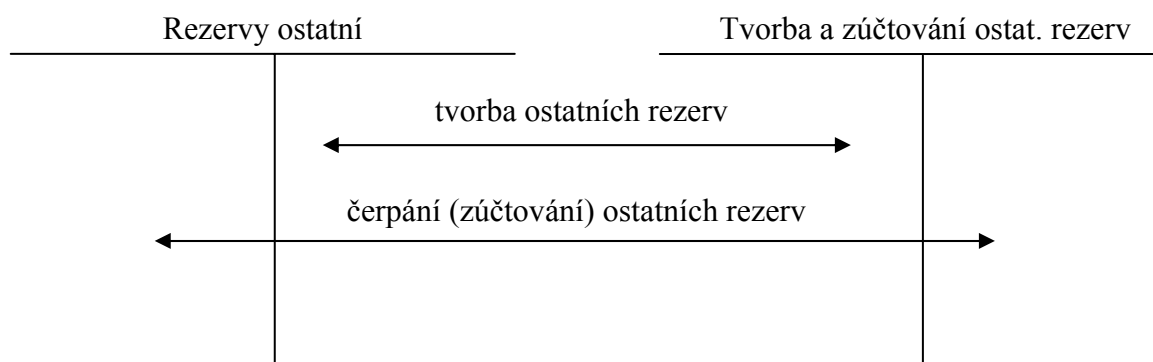 Rezervy ostatní
Tvorba a zúčtování ostat. rezerv
tvorba ostatních rezerv
čerpání (zúčtování) ostatních rezerv